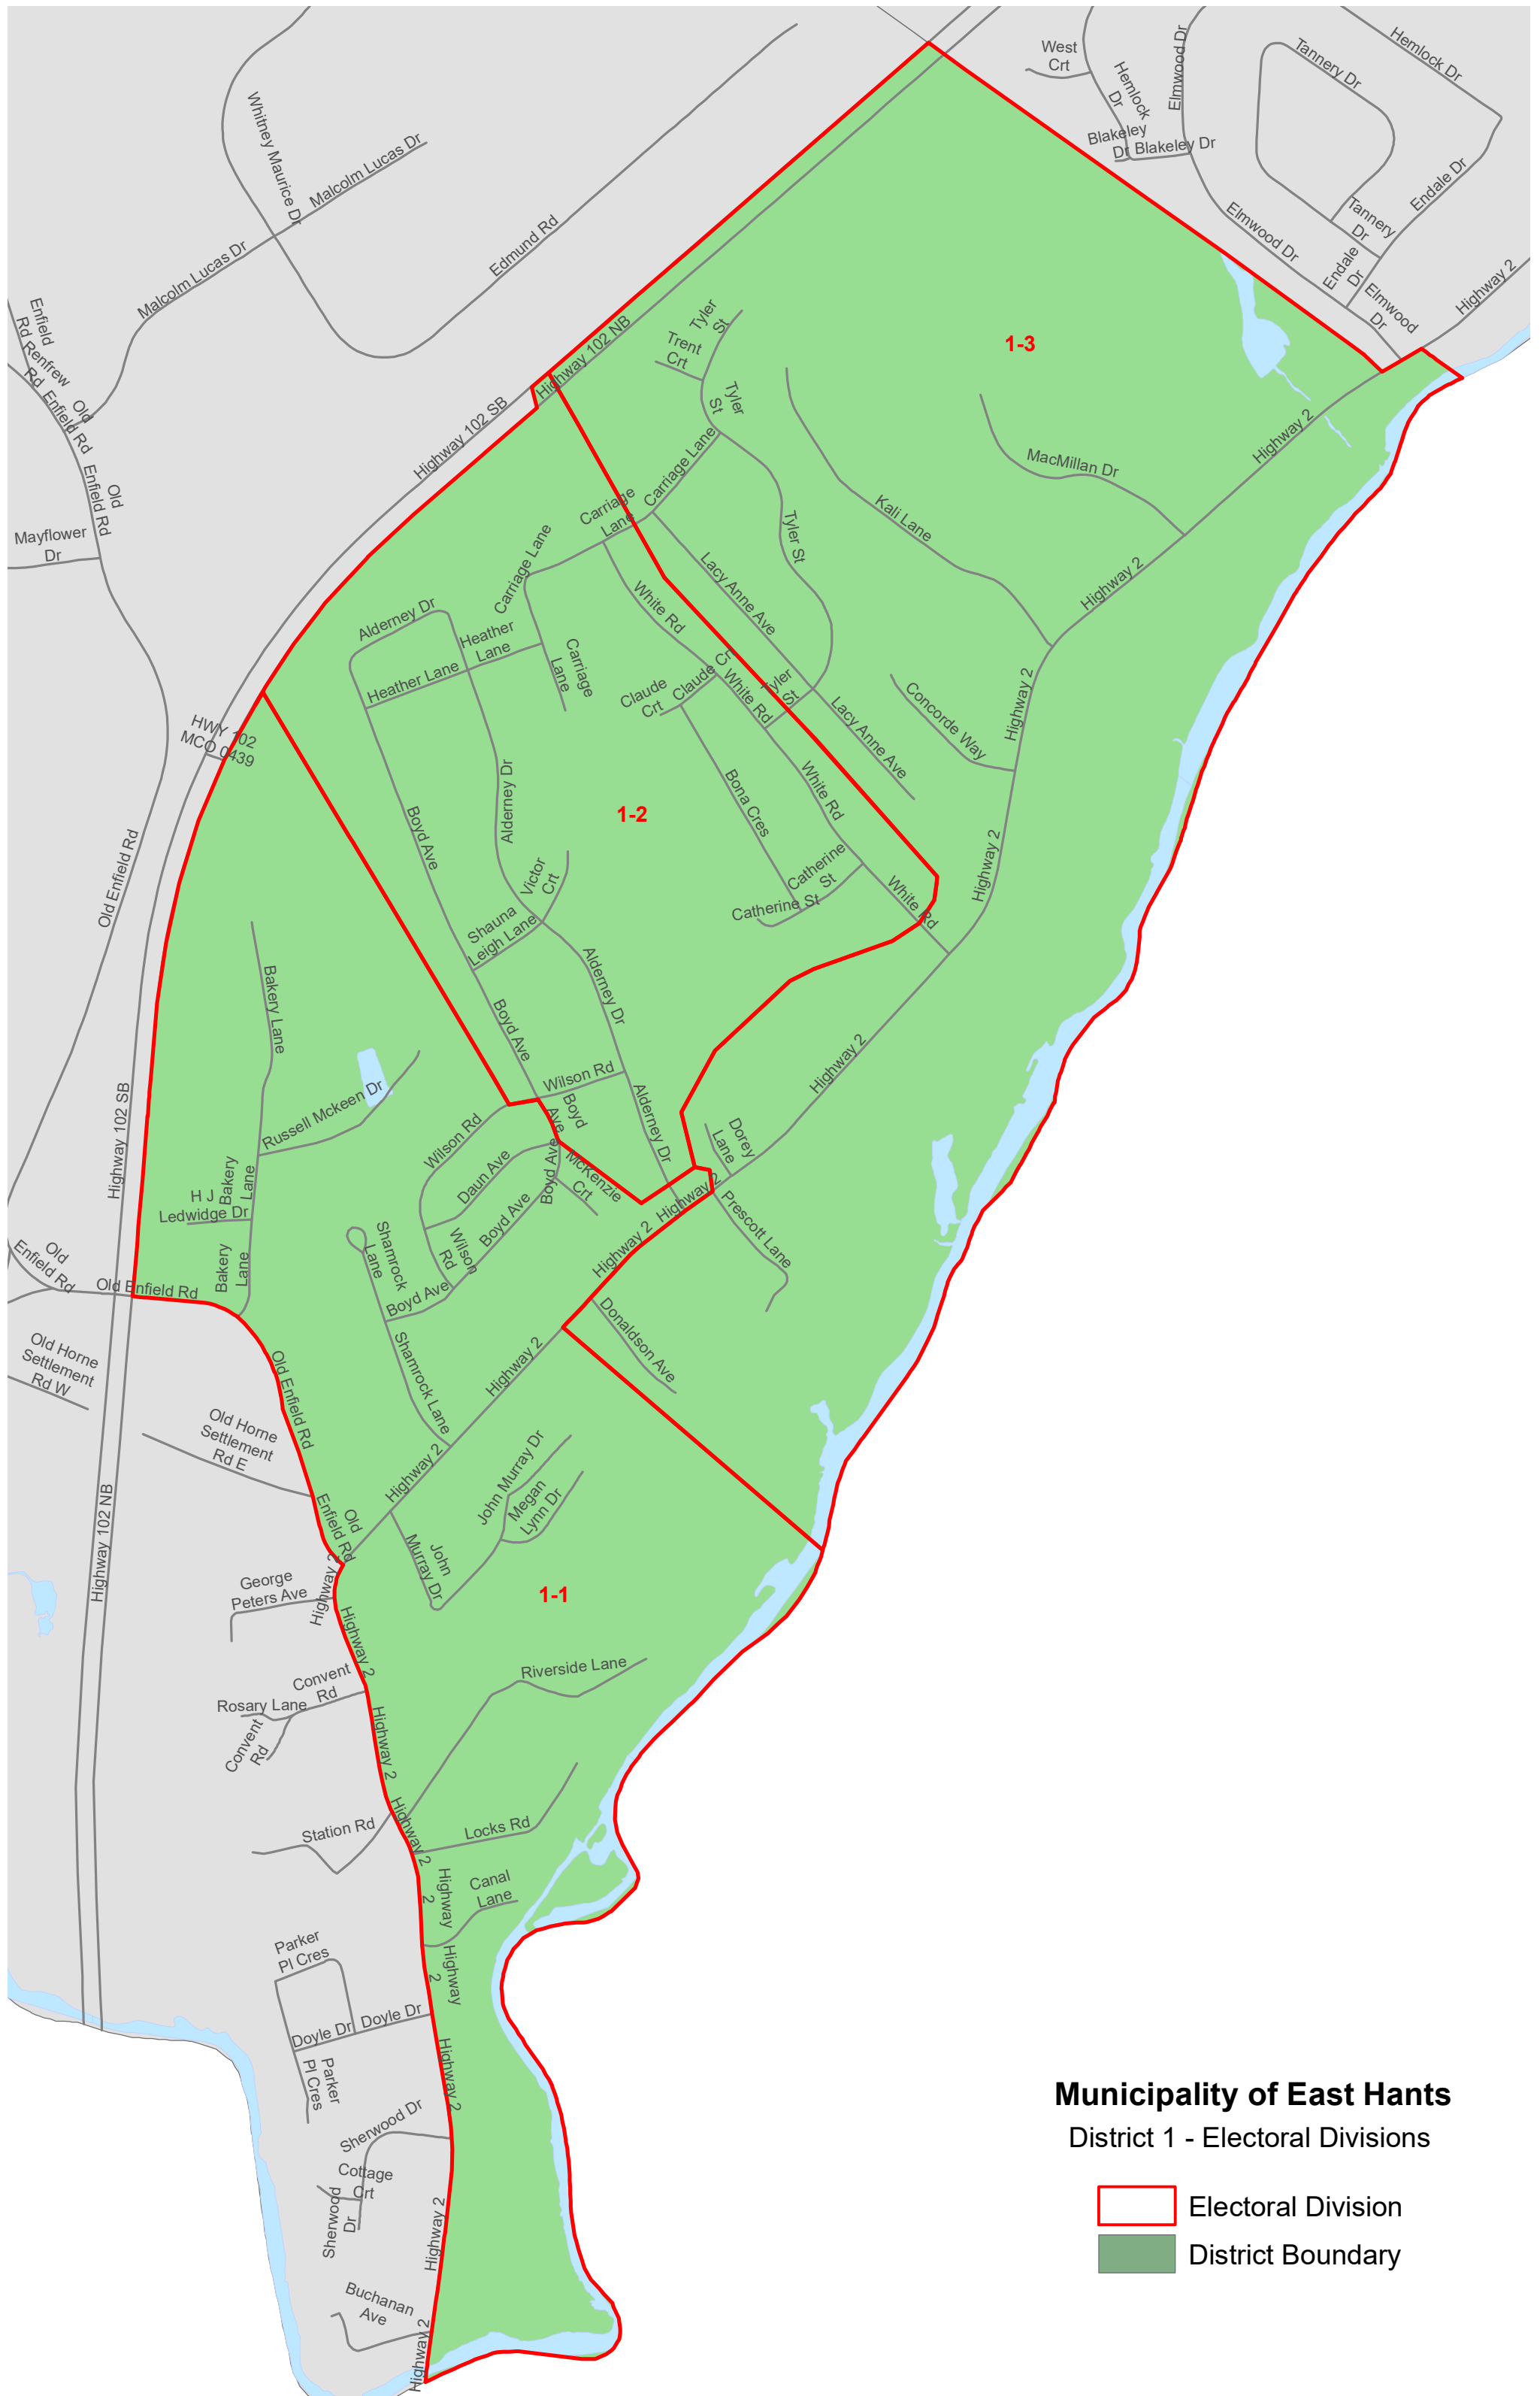 West
Crt
Hemlock
Dr
Elmwood Dr
Tannery Dr
Hemlock Dr
Blakeley
Dr
Blakeley Dr
Endale Dr
Tannery
Dr
Elmwood Dr
Endale
Dr
Elmwood
Dr
Highway 2
Whitney Maurice Dr
Malcolm Lucas Dr
Malcolm Lucas Dr
Edmund Rd
Enfield
Rd
Renfrew
Rd
Old
Enfield Rd
Old
Enfield Rd
Mayflower
Dr
Highway 102 NB
Highway 102 SB
Tyler
St
Trent
Crt
Tyler
St
1-3
Highway 2
MacMillan Dr
Carriage Lane
Carriage
Lane
Carriage Lane
Kali Lane
Tyler St
Highway 2
Lacy Anne Ave
White Rd
Alderney Dr
Heather
Lane
Heather Lane
Carriage
Lane
Claude
Crt
Claude
Crt
White Rd
Tyler
St
Lacy Anne Ave
Concorde Way
Highway 2
HWY 102
MCO 0439
Old Enfield Rd
Alderney Dr
Boyd Ave
1-2
Bona Cres
White Rd
Victor
Crt
Catherine
St
Catherine St
White Rd
Highway 2
Shauna
Leigh Lane
Alderney Dr
Bakery Lane
Boyd Ave
Wilson Rd
Highway 2
Russell Mckeen Dr
Boyd
Ave
Alderney Dr
Wilson Rd
Dorey
Lane
Highway 102 SB
Bakery
Lane
H J
Ledwidge Dr
Daun Ave
Boyd Ave
McKenzie
Crt
Highway 2
Prescott Lane
Boyd Ave
Wilson
Rd
Shamrock
Lane
Highway 2
Bakery
Lane
Old
Enfield Rd
Old Enfield Rd
Boyd Ave
Donaldson Ave
Old Horne
Settlement
Rd W
Old Enfield Rd
Shamrock Lane
Highway 2
Old Horne
Settlement
Rd E
Highway 2
John Murray Dr
Megan
Lynn Dr
Old
Enfield Rd
John
Murray Dr
Highway 102 NB
Highway 2
George
Peters Ave
1-1
Highway 2
Riverside Lane
Convent
Rd
Rosary Lane
Convent
Rd
Highway 2
Station Rd
Highway 2
Locks Rd
Canal
Lane
Highway
2
Parker
Pl Cres
Highway
2
Doyle Dr
Doyle Dr
Parker
Pl Cres
Highway 2
Sherwood Dr
Cottage
Crt
Sherwood
Dr
Highway 2
Buchanan
Ave
Highway 2
Municipality of East Hants
District 1 - Electoral Divisions
Electoral Division
District Boundary